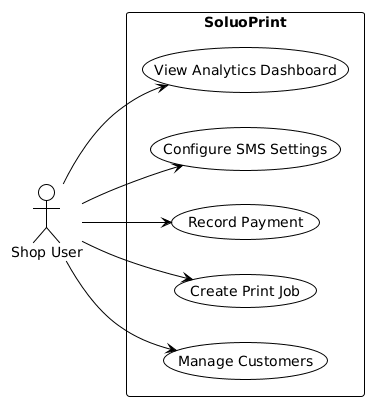 SoluoPrint
View Analytics Dashboard
Configure SMS Settings
Record Payment
Shop User
Create Print Job
Manage Customers